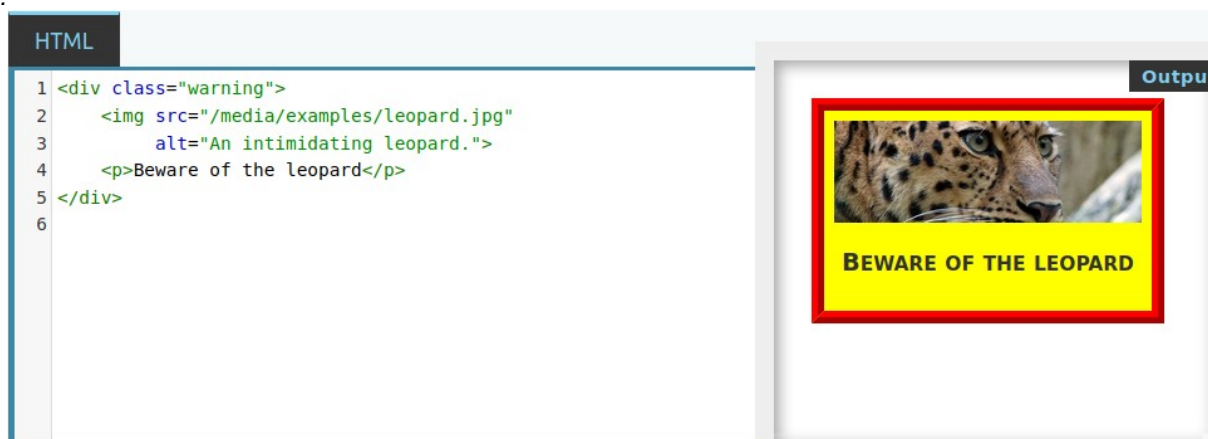 HTML
1 <div class="warning">
2     <img src="/media/examples/leopard.jpg"
3          alt="An intimidating leopard.">
4     <p>Beware of the leopard</p>
5 </div>
6
Outpu
BEWARE OF THE LEOPARD